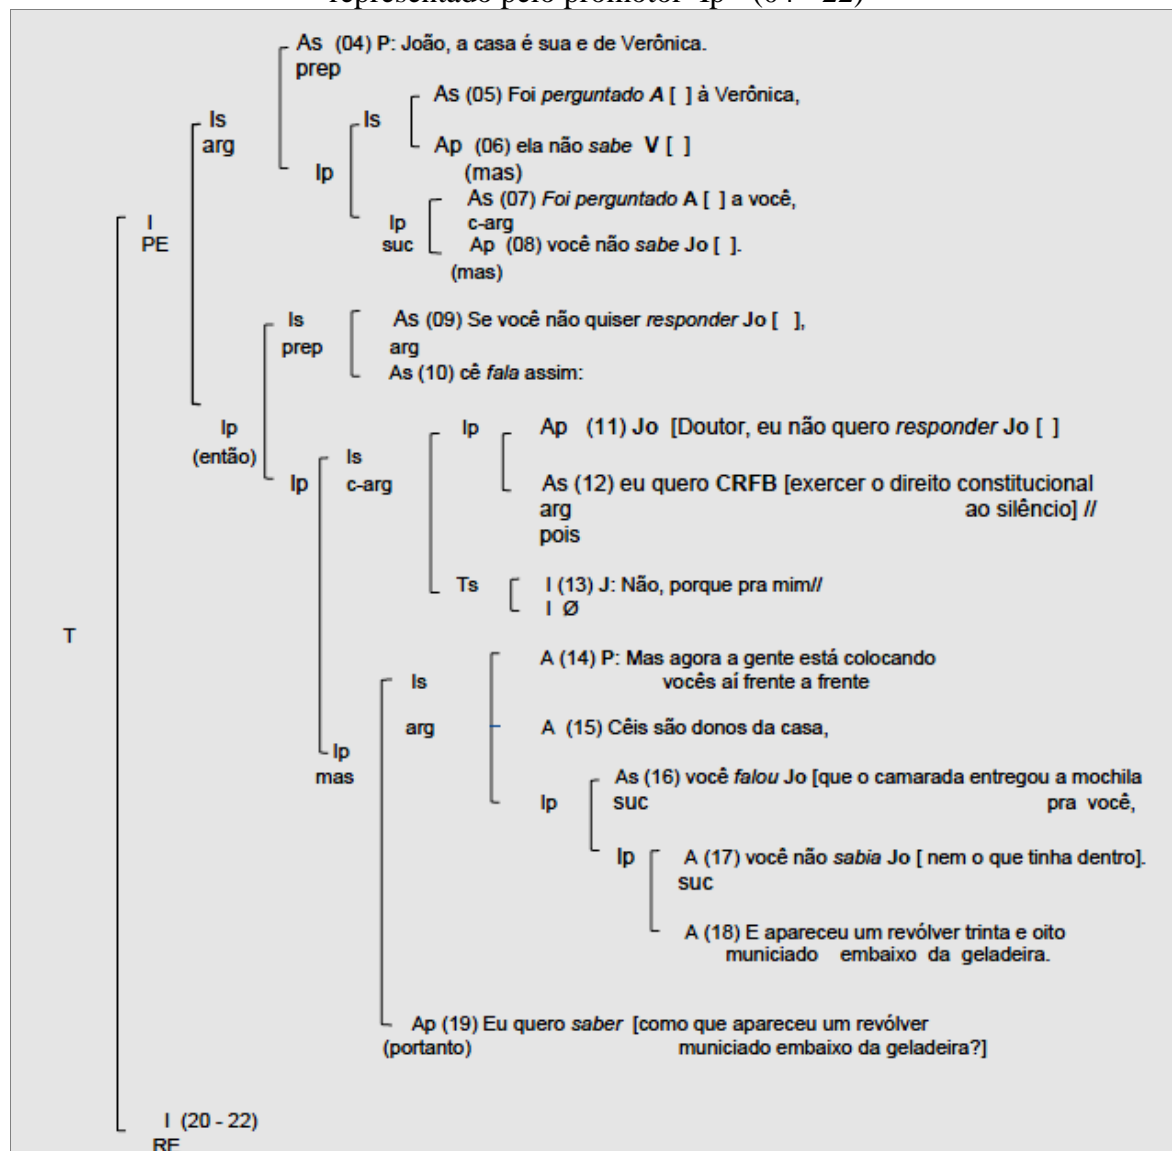 representado pelo promotor "Ip" (04 - 22)
As (04) P: João, a casa é sua e de Verônica.
prep
As (05) Foi perguntado A [ ] à Verônica,
Is
arg
Is
Ap (06) ela não sabe V [ ]
(mas)
Ip
As (07) Foi perguntado A [ ] a você,
c-arg
Ip
suc
Ap (08) você não sabe Jo [ ].
(mas)
I
PE
Is
prep
As (09) Se você não quiser responder Jo [ ],
arg
As (10) cê fala assim:
Ip
(então)
Ip
Ap (11) Jo [Doutor, eu não quero responder Jo [ ]
Is
c-arg
Ip
As (12) eu quero CRFB [exercer o direito constitucional
arg
ao silêncio] //
pois
Ts
I (13) J: Não, porque pra mim//
I Ø
T
A (14) P: Mas agora a gente está colocando
vocês aí frente a frente
Is
arg
A (15) Cêis são donos da casa,
Ip
mas
As (16) você falou Jo [que o camarada entregou a mochila
Ip
suc
pra você,
Ip
A (17) você não sabia Jo [ nem o que tinha dentro].
suc
A (18) E apareceu um revólver trinta e oito
municiado embaixo da geladeira.
Ap (19) Eu quero saber [como que apareceu um revólver
(portanto)
municiado embaixo da geladeira?]
I (20 - 22)
RE